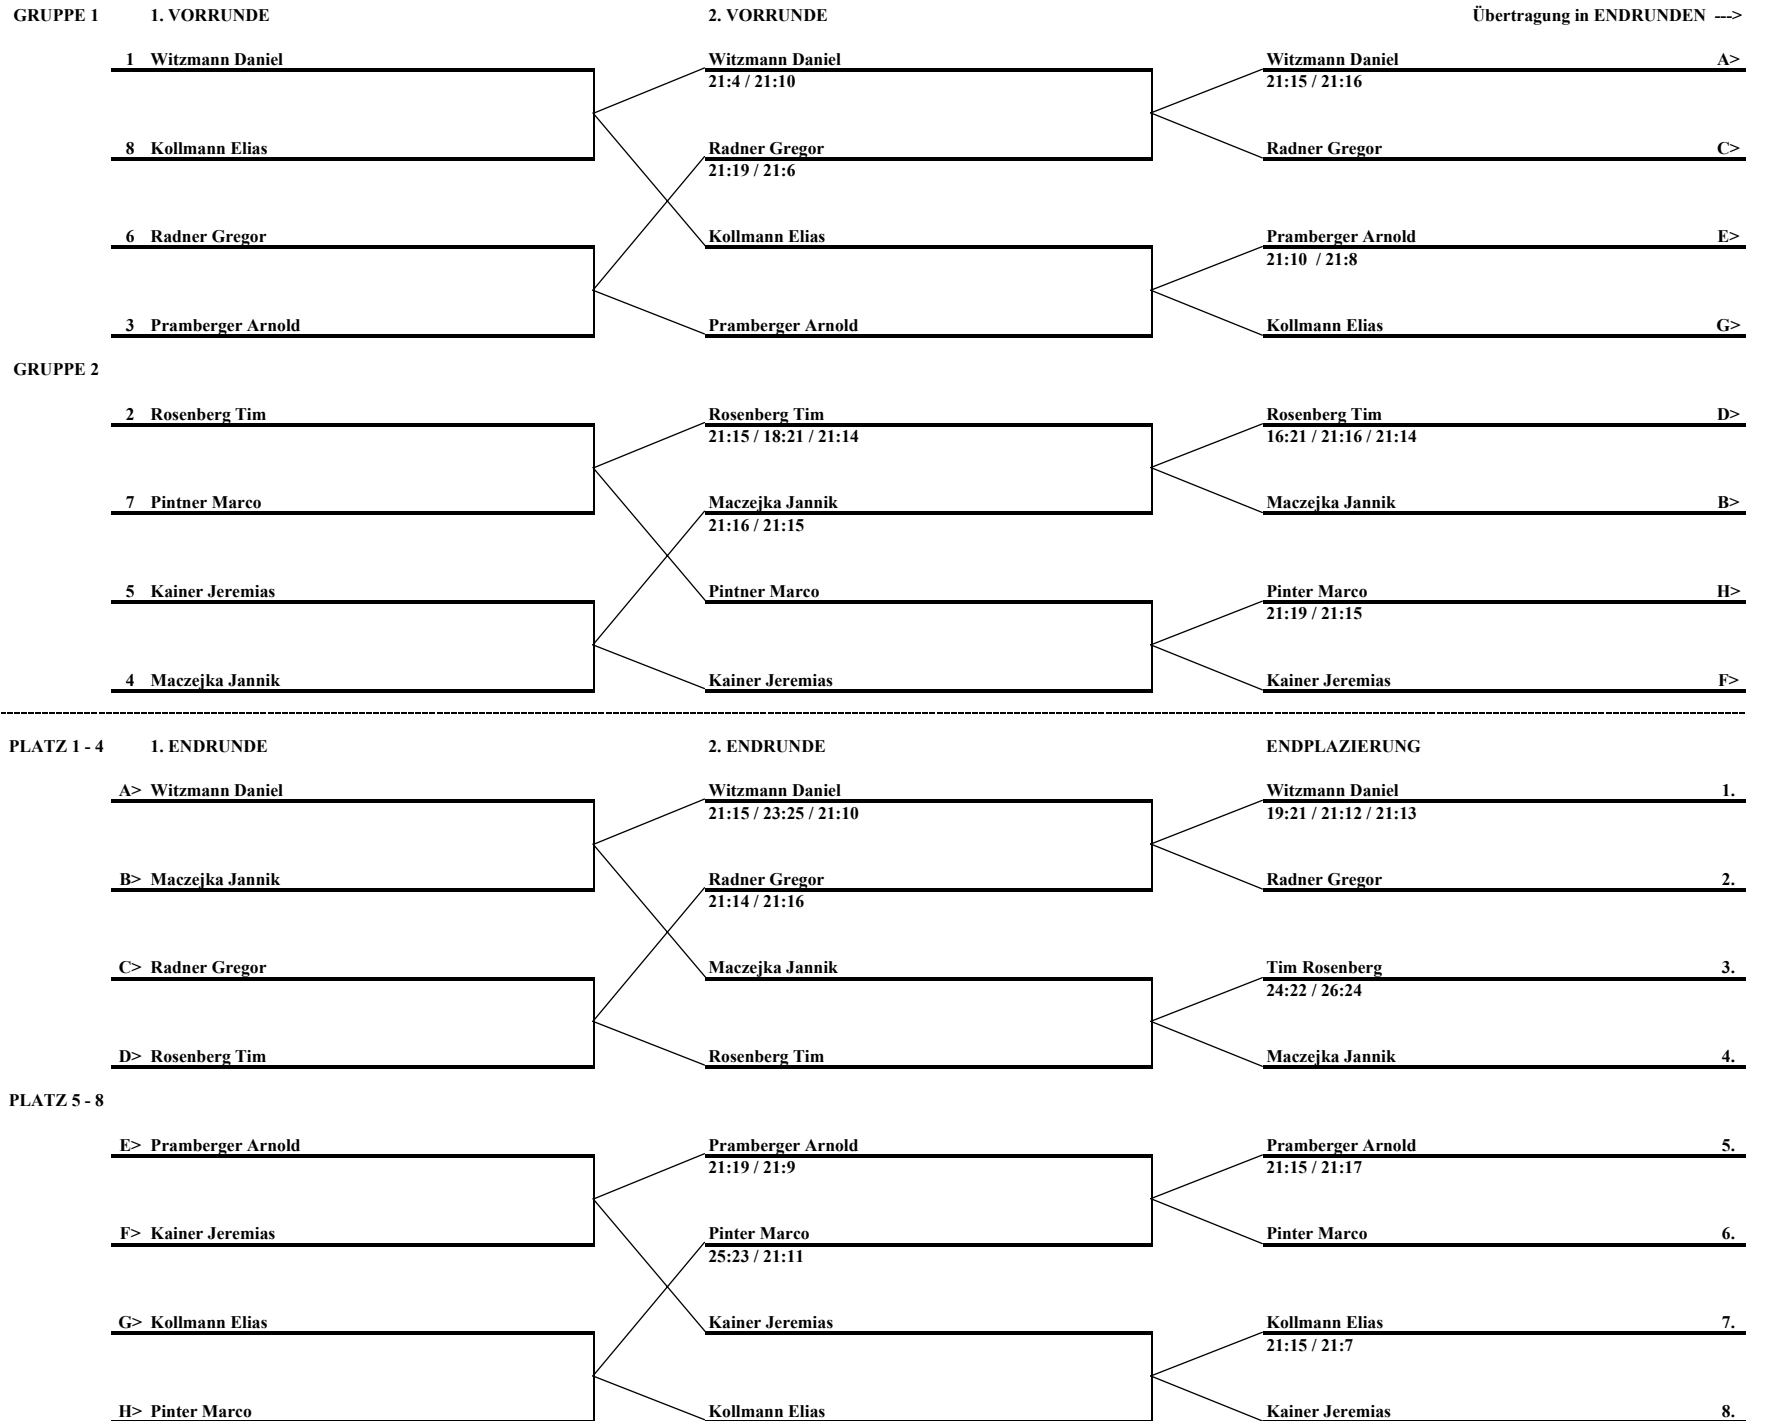 GRUPPE 1 1. VORRUNDE 2. VORRUNDE Übertragung in ENDRUNDEN --->
1 Witzmann Daniel Witzmann Daniel Witzmann Daniel A>
21:4 / 21:10 21:15 / 21:16
8 Kollmann Elias Radner Gregor Radner Gregor C>
21:19 / 21:6
6 Radner Gregor Kollmann Elias Pramberger Arnold E>
21:10 / 21:8
3 Pramberger Arnold Pramberger Arnold Kollmann Elias G>
GRUPPE 2
2 Rosenberg Tim Rosenberg Tim Rosenberg Tim D>
21:15 / 18:21 / 21:14 16:21 / 21:16 / 21:14
7 Pintner Marco Maczejka Jannik Maczejka Jannik B>
21:16 / 21:15
5 Kainer Jeremias Pintner Marco Pinter Marco H>
21:19 / 21:15
4 Maczejka Jannik Kainer Jeremias Kainer Jeremias F>
PLATZ 1 - 4 1. ENDRUNDE 2. ENDRUNDE ENDPLAZIERUNG
A> Witzmann Daniel Witzmann Daniel Witzmann Daniel 1.
21:15 / 23:25 / 21:10 19:21 / 21:12 / 21:13
B> Maczejka Jannik Radner Gregor Radner Gregor 2.
21:14 / 21:16
C> Radner Gregor Maczejka Jannik Tim Rosenberg 3.
24:22 / 26:24
D> Rosenberg Tim Rosenberg Tim Maczejka Jannik 4.
PLATZ 5 - 8
E> Pramberger Arnold Pramberger Arnold Pramberger Arnold 5.
21:19 / 21:9 21:15 / 21:17
F> Kainer Jeremias Pinter Marco Pinter Marco 6.
25:23 / 21:11
G> Kollmann Elias Kainer Jeremias Kollmann Elias 7.
21:15 / 21:7
H> Pinter Marco Kollmann Elias Kainer Jeremias 8.